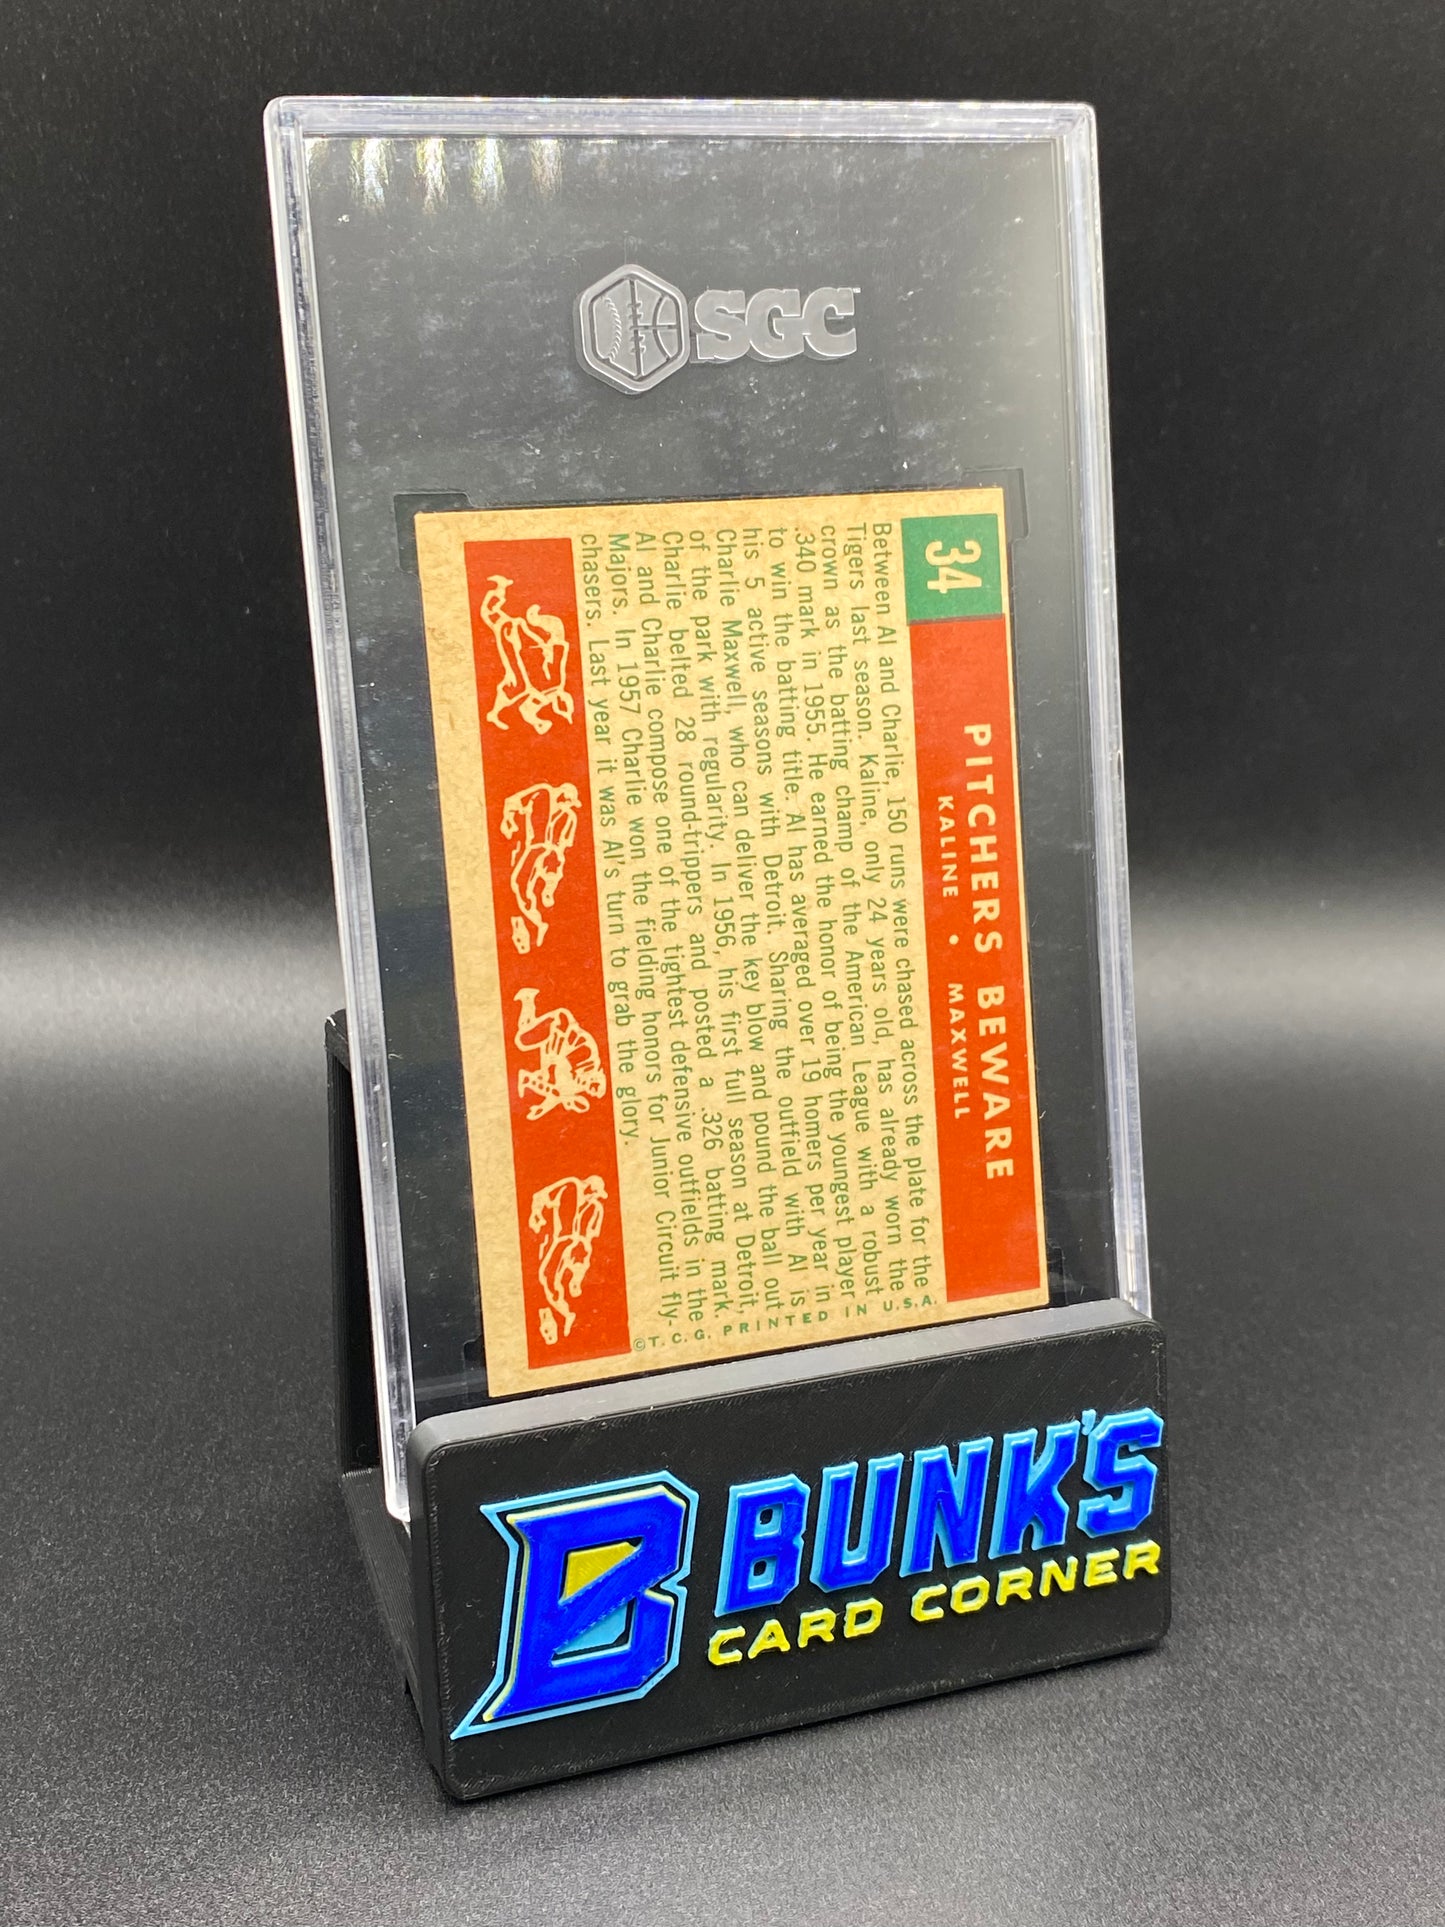 SGC
34
PITCHERS BEWARE
KALINE • MAXWELL
Between Al and Charlie, 150 runs were chased across the plate for the
Tigers last season. Kaline, only 24 years old, has already worn the
crown as the batting champ of the American League with a robust
.340 mark in 1955. He earned the honor of being the youngest player
to win the batting title. Al has averaged over 19 homers per year in
his 5 active seasons with Detroit. Sharing the outfield with Al is
Charlie Maxwell, who can deliver the key blow and pound the ball out
of the park with regularity. In 1956, his first full season at Detroit,
Charlie belted 28 round-trippers and posted a .326 batting mark.
Al and Charlie compose one of the tightest defensive outfields in the
Majors. In 1957 Charlie won the fielding honors for Junior Circuit fly-
chasers. Last year it was Al's turn to grab the glory.
©T.C.G. PRINTED IN U.S.A.
B
BUNK'S
CARD CORNER